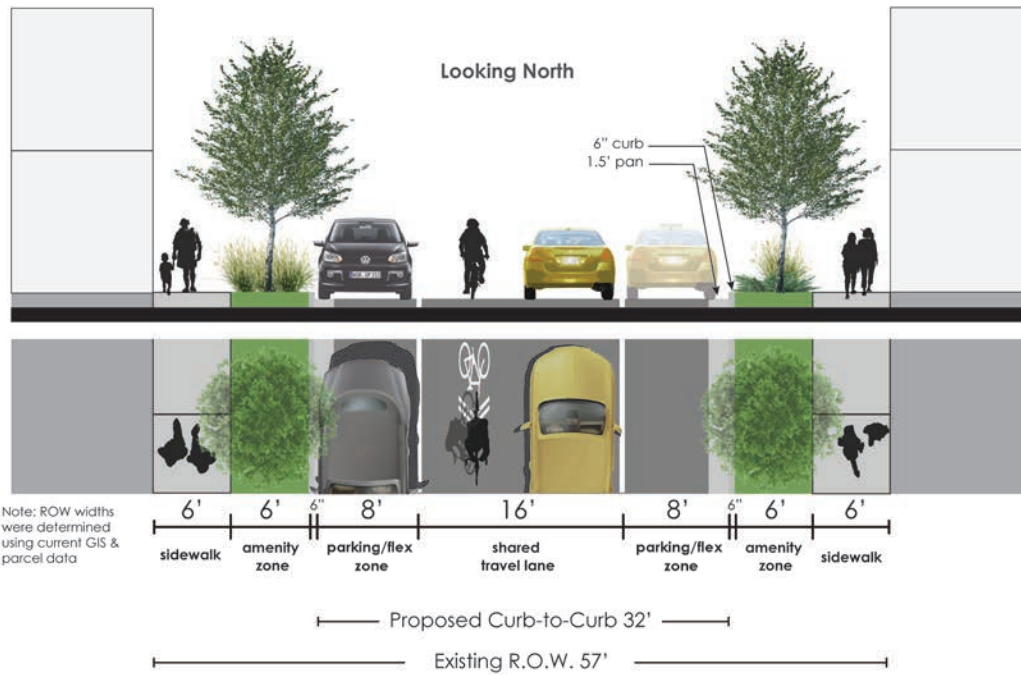 Looking North
6" curb
1.5' pan
6' 6' 6" 8' 16' 8' 6" 6' 6'
Note: ROW widths
were determined
using current GIS &
parcel data
sidewalk
amenity
zone
parking/flex
zone
shared
travel lane
parking/flex
zone
amenity
zone
sidewalk
Proposed Curb-to-Curb 32'
Existing R.O.W. 57'